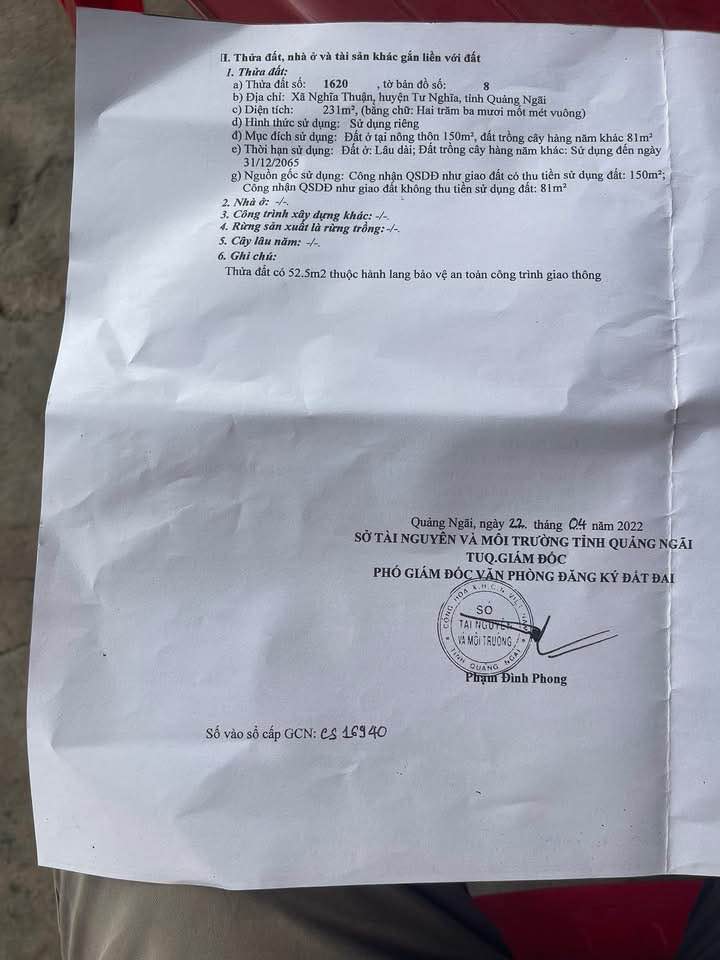 II. Thửa đất, nhà ở và tài sản khác gắn liền với đất
1. Thửa đất:
a) Thửa đất số: 1620 , tờ bản đồ số: 8
b) Địa chỉ: Xã Nghĩa Thuận, huyện Tư Nghĩa, tỉnh Quảng Ngãi
c) Diện tích: 231m², (bằng chữ: Hai trăm ba mươi mốt mét vuông)
d) Hình thức sử dụng: Sử dụng riêng
đ) Mục đích sử dụng: Đất ở tại nông thôn 150m², đất trồng cây hàng năm khác 81m²
e) Thời hạn sử dụng: Đất ở: Lâu dài; Đất trồng cây hàng năm khác: Sử dụng đến ngày
31/12/2065
g) Nguồn gốc sử dụng: Công nhận QSDĐ như giao đất có thu tiền sử dụng đất: 150m²;
Công nhận QSDĐ như giao đất không thu tiền sử dụng đất: 81m²
2. Nhà ở: -/-.
3. Công trình xây dựng khác: -/-.
4. Rừng sản xuất là rừng trồng: -/-.
5. Cây lâu năm: -/-.
6. Ghi chú:
Thửa đất có 52.5m2 thuộc hành lang bảo vệ an toàn công trình giao thông
Quảng Ngãi, ngày 22. tháng 04 năm 2022
SỞ TÀI NGUYÊN VÀ MÔI TRƯỜNG TỈNH QUẢNG NGÃI
TUQ.GIÁM ĐỐC
PHÓ GIÁM ĐỐC VĂN PHÒNG ĐĂNG KÝ ĐẤT ĐAI
CỘNG HÒA X.H.C.N VIỆT NAM
SỞ
TÀI NGUYÊN
VÀ MÔI TRƯỜNG
TỈNH QUẢNG NGÃI
Phạm Đình Phong
Số vào sổ cấp GCN: CS 16940